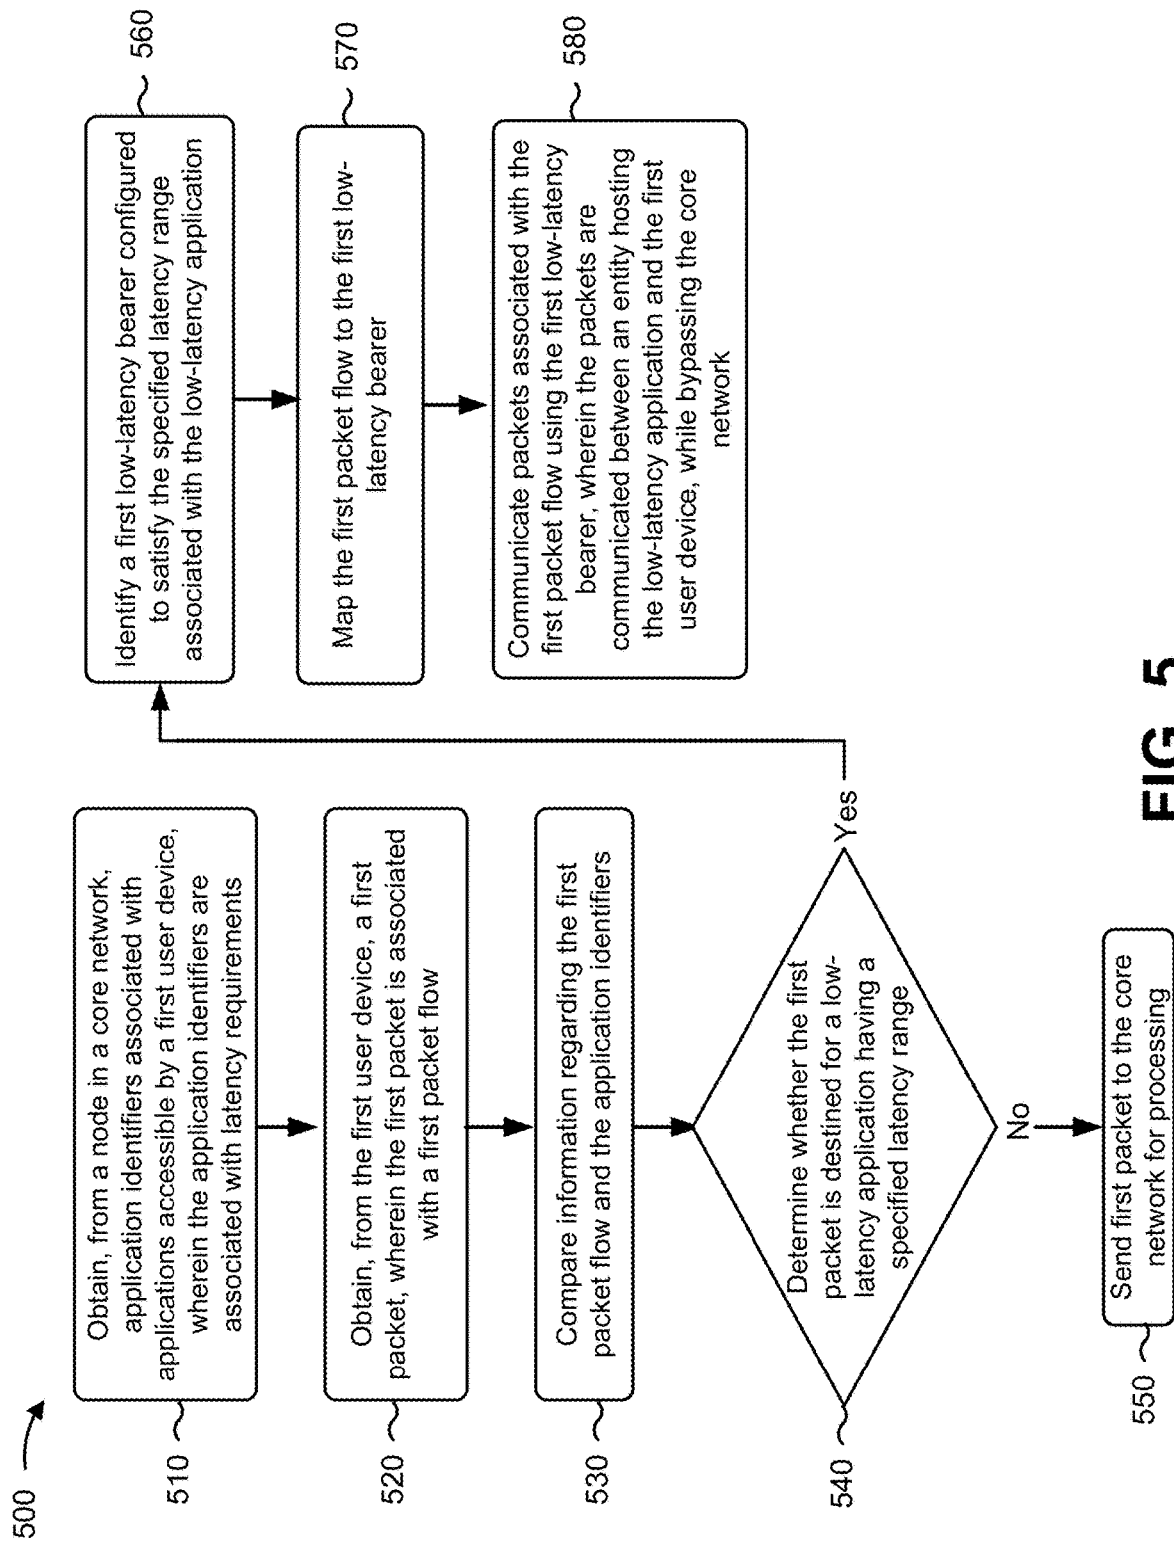 500
510
Obtain, from a node in a core network,
application identifiers associated with
applications accessible by a first user device,
wherein the application identifiers are
associated with latency requirements
520
Obtain, from the first user device, a first
packet, wherein the first packet is associated
with a first packet flow
530
Compare information regarding the first
packet flow and the application identifiers
540
Determine whether the first
packet is destined for a low-
latency application having a
specified latency range
Yes
No
550
Send first packet to the core
network for processing
560
Identify a first low-latency bearer configured
to satisfy the specified latency range
associated with the low-latency application
570
Map the first packet flow to the first low-
latency bearer
580
Communicate packets associated with the
first packet flow using the first low-latency
bearer, wherein the packets are
communicated between an entity hosting
the low-latency application and the first
user device, while bypassing the core
network
FIG. 5